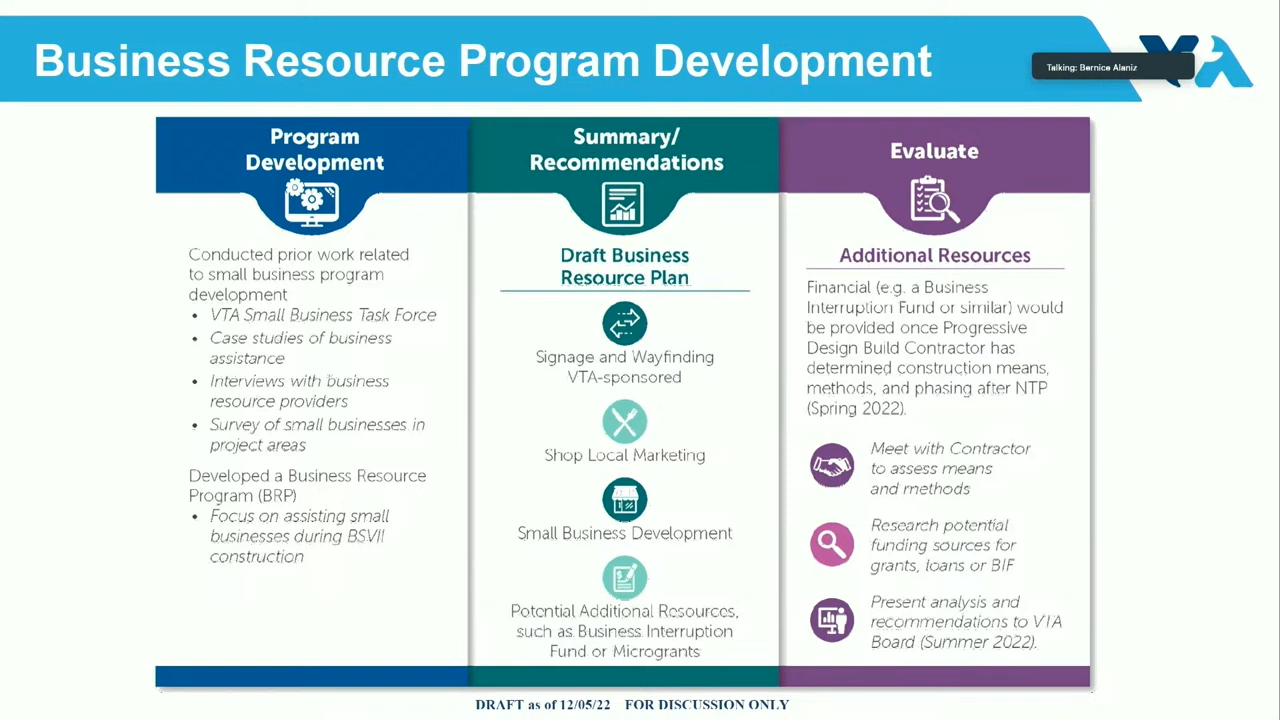 Business Resource Program Development
Talking: Bernice Alaniz
VTA
Program
Development
Conducted prior work related
to small business program
development
• VTA Small Business Task Force
• Case studies of business
assistance
• Interviews with business
resource providers
• Survey of small businesses in
project areas
Developed a Business Resource
Program (BRP)
• Focus on assisting small
businesses during BSVII
construction
Summary/
Recommendations
Draft Business
Resource Plan
Signage and Wayfinding
VTA-sponsored
Shop Local Marketing
Small Business Development
Potential Additional Resources,
such as Business Interruption
Fund or Microgrants
Evaluate
Additional Resources
Financial (e.g. a Business
Interruption Fund or similar) would
be provided once Progressive
Design Build Contractor has
determined construction means,
methods, and phasing after NTP
(Spring 2022).
Meet with Contractor
to assess means
and methods
Research potential
funding sources for
grants, loans or BIF
Present analysis and
recommendations to VTA
Board (Summer 2022).
DRAFT as of 12/05/22 FOR DISCUSSION ONLY